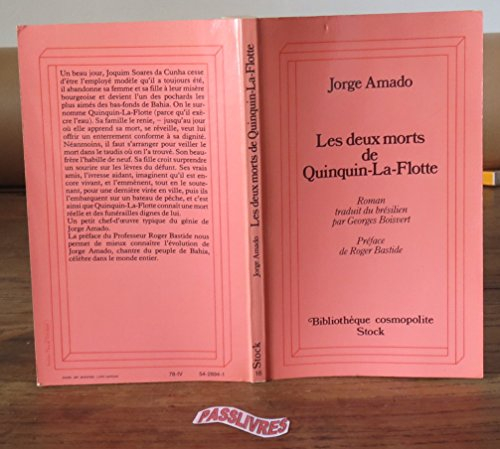 Un beau jour, Joquim Soares da Cunha cesse
d'être l'employé modèle qu'il a toujours été,
il abandonne sa femme et sa fille à leur misère
bourgeoise et devient l'un des pochards les
plus aimés des bas-fonds de Bahia. On le sur-
nomme Quinquin-La-Flotte (parce qu'il exè-
cre l'eau). Sa famille le renie, – jusqu'au jour
où elle apprend sa mort, se réveille, veut lui
offrir un enterrement conforme à sa dignité.
Néanmoins, il faut s'arranger pour veiller le
mort dans le taudis où on l'a trouvé. Son beau-
frère l'habille de neuf. Sa fille croit surprendre
un sourire sur les lèvres du défunt. Ses vrais
amis, l'ivresse aidant, imaginent qu'il est en-
core vivant, et l'emmènent, tout en le soute-
nant, pour une dernière virée en ville, puis ils
l'embarquent sur un bateau de pêche, et c'est
ainsi que Quinquin-La-Flotte connaît une mort
réelle et des funérailles dignes de lui.
Un petit chef-d'œuvre typique du génie de
Jorge Amado.
La préface du Professeur Roger Bastide nous
permet de mieux connaître l'évolution de
Jorge Amado, chantre du peuple de Bahia,
célèbre dans le monde entier.
78-IV 54-2894-1
Jorge Amado Les deux morts de Quinquin-La-Flotte
Stock
18
Jorge Amado
Les deux morts
de
Quinquin-La-Flotte
Roman
traduit du brésilien
par Georges Boisvert
Préface
de Roger Bastide
Bibliothèque cosmopolite
Stock
PASSLIVRES